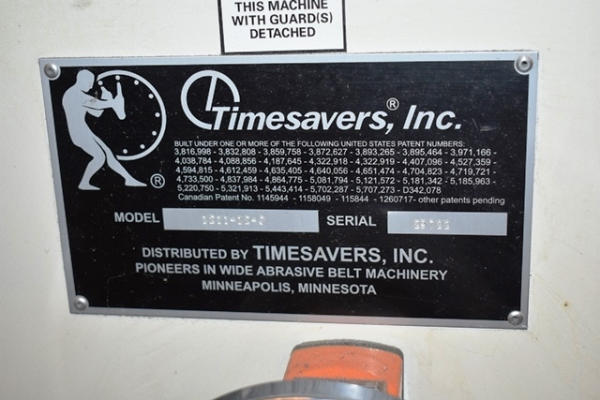 THIS MACHINE
WITH GUARD(S)
DETACHED
Timesavers, Inc.®
BUILT UNDER ONE OR MORE OF THE FOLLOWING UNITED STATES PATENT NUMBERS:
3,816,998 - 3,832,808 - 3,859,758 - 3,872,627 - 3,893,265 - 3,895,464 - 3,971,166 -
4,038,784 - 4,088,856 - 4,187,645 - 4,322,918 - 4,322,919 - 4,407,096 - 4,527,359 -
4,594,815 - 4,612,459 - 4,635,405 - 4,640,056 - 4,651,474 - 4,704,823 - 4,719,721 -
4,733,500 - 4,837,984 - 4,864,775 - 5,081,794 - 5,121,572 - 5,181,342 - 5,185,963 -
5,220,750 - 5,321,913 - 5,443,414 - 5,702,287 - 5,707,273 - D342,078
Canadian Patent No. 1145944 - 1158049 - 115844 - 1260717- other patents pending
®
MODEL SERIAL
DISTRIBUTED BY TIMESAVERS, INC.
PIONEERS IN WIDE ABRASIVE BELT MACHINERY
MINNEAPOLIS, MINNESOTA